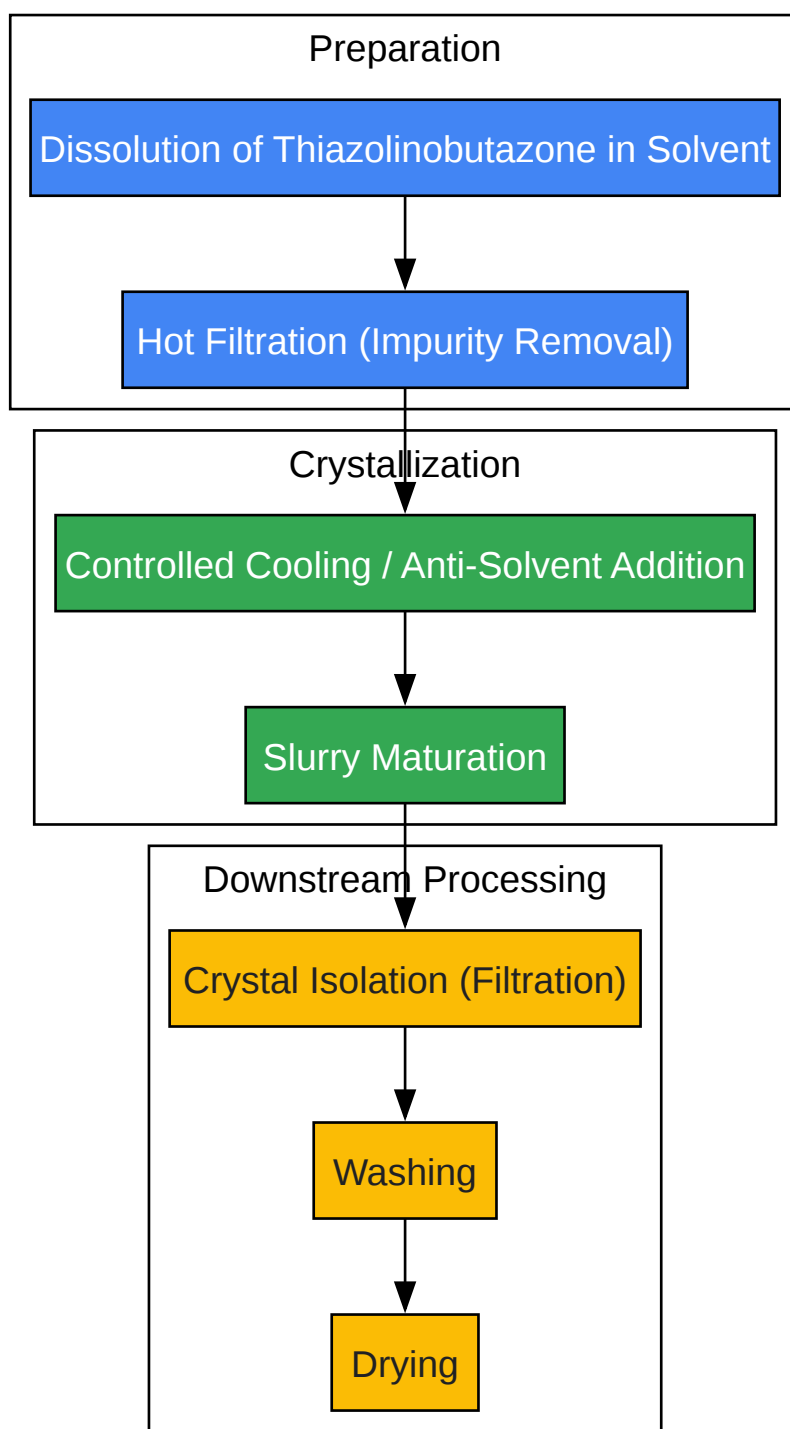 Preparation
Dissolution of Thiazolinobutazone in Solvent
Hot Filtration (Impurity Removal)
Crystallization
Controlled Cooling / Anti-Solvent Addition
Slurry Maturation
Downstream Processing
Crystal Isolation (Filtration)
Washing
Drying